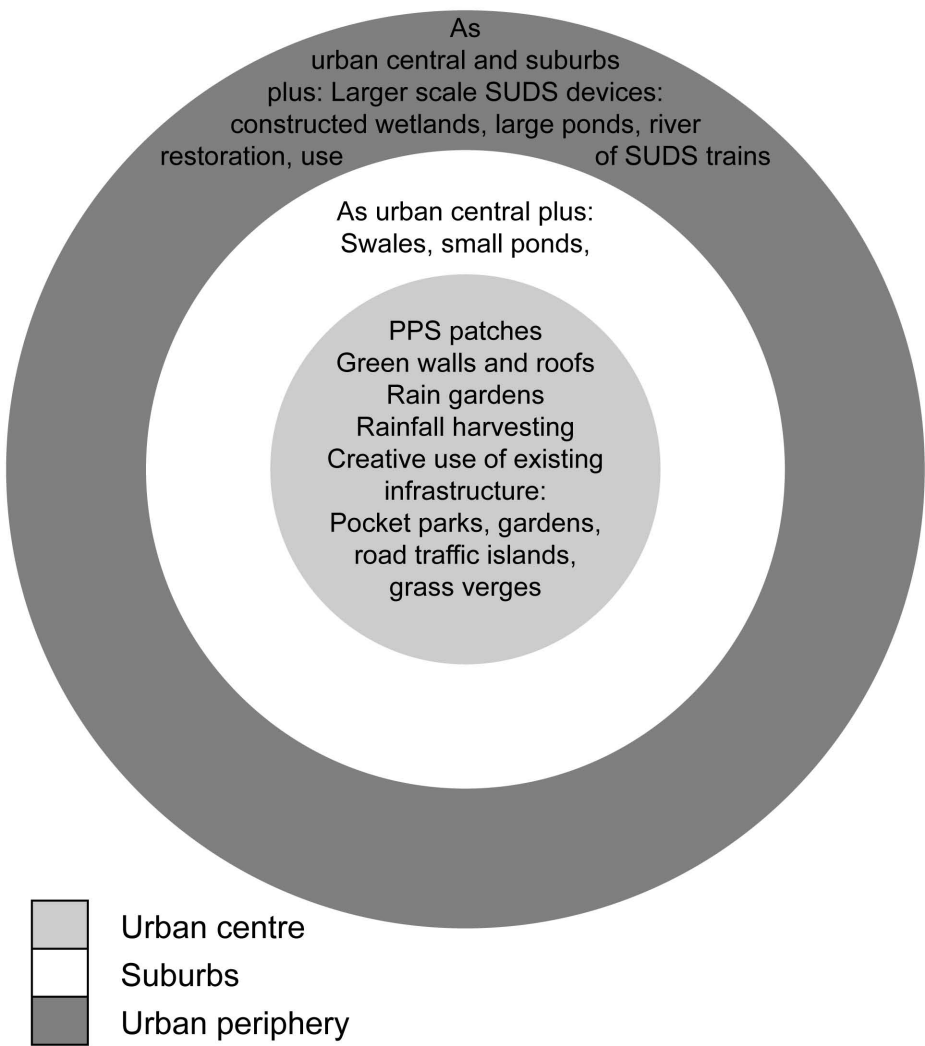 As
urban central and suburbs
plus: Larger scale SUDS devices:
constructed wetlands, large ponds, river
restoration, use of SUDS trains
As urban central plus:
Swales, small ponds,
PPS patches
Green walls and roofs
Rain gardens
Rainfall harvesting
Creative use of existing
infrastructure:
Pocket parks, gardens,
road traffic islands,
grass verges
Urban centre
Suburbs
Urban periphery